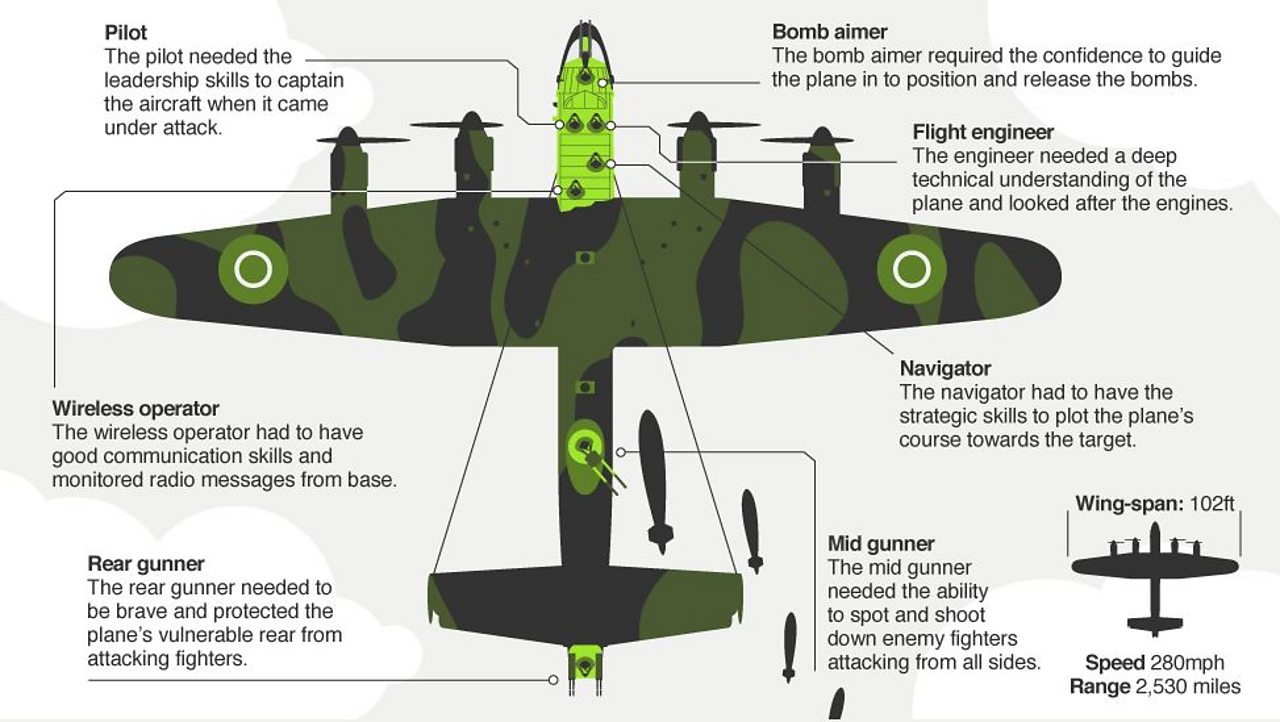 Pilot
The pilot needed the
leadership skills to captain
the aircraft when it came
under attack.
Bomb aimer
The bomb aimer required the confidence to guide
the plane in to position and release the bombs.
Flight engineer
The engineer needed a deep
technical understanding of the
plane and looked after the engines.
Navigator
The navigator had to have the
strategic skills to plot the plane's
course towards the target.
Wireless operator
The wireless operator had to have
good communication skills and
monitored radio messages from base.
Rear gunner
The rear gunner needed to
be brave and protected the
plane's vulnerable rear from
attacking fighters.
Mid gunner
The mid gunner
needed the ability
to spot and shoot
down enemy fighters
attacking from all sides.
Wing-span: 102ft
Speed 280mph
Range 2,530 miles